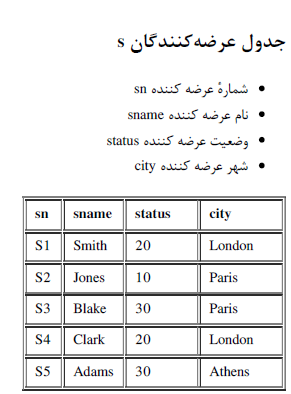 جدول عرضه‌کنندگان s
• شمارهٔ عرضه کننده sn
• نام عرضه کننده sname
• وضعیت عرضه کننده status
• شهر عرضه کننده city
sn sname status city
S1 Smith 20 London
S2 Jones 10 Paris
S3 Blake 30 Paris
S4 Clark 20 London
S5 Adams 30 Athens